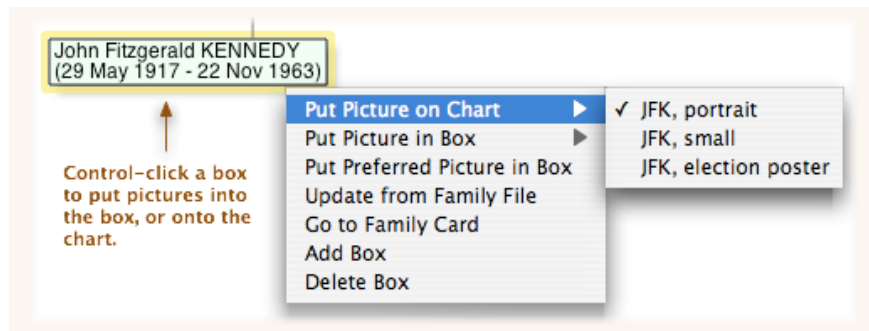 John Fitzgerald KENNEDY
(29 May 1917 - 22 Nov 1963)
Control-click a box
to put pictures into
the box, or onto the
chart.
Put Picture on Chart
Put Picture in Box
Put Preferred Picture in Box
Update from Family File
Go to Family Card
Add Box
Delete Box
✓ JFK, portrait
JFK, small
JFK, election poster